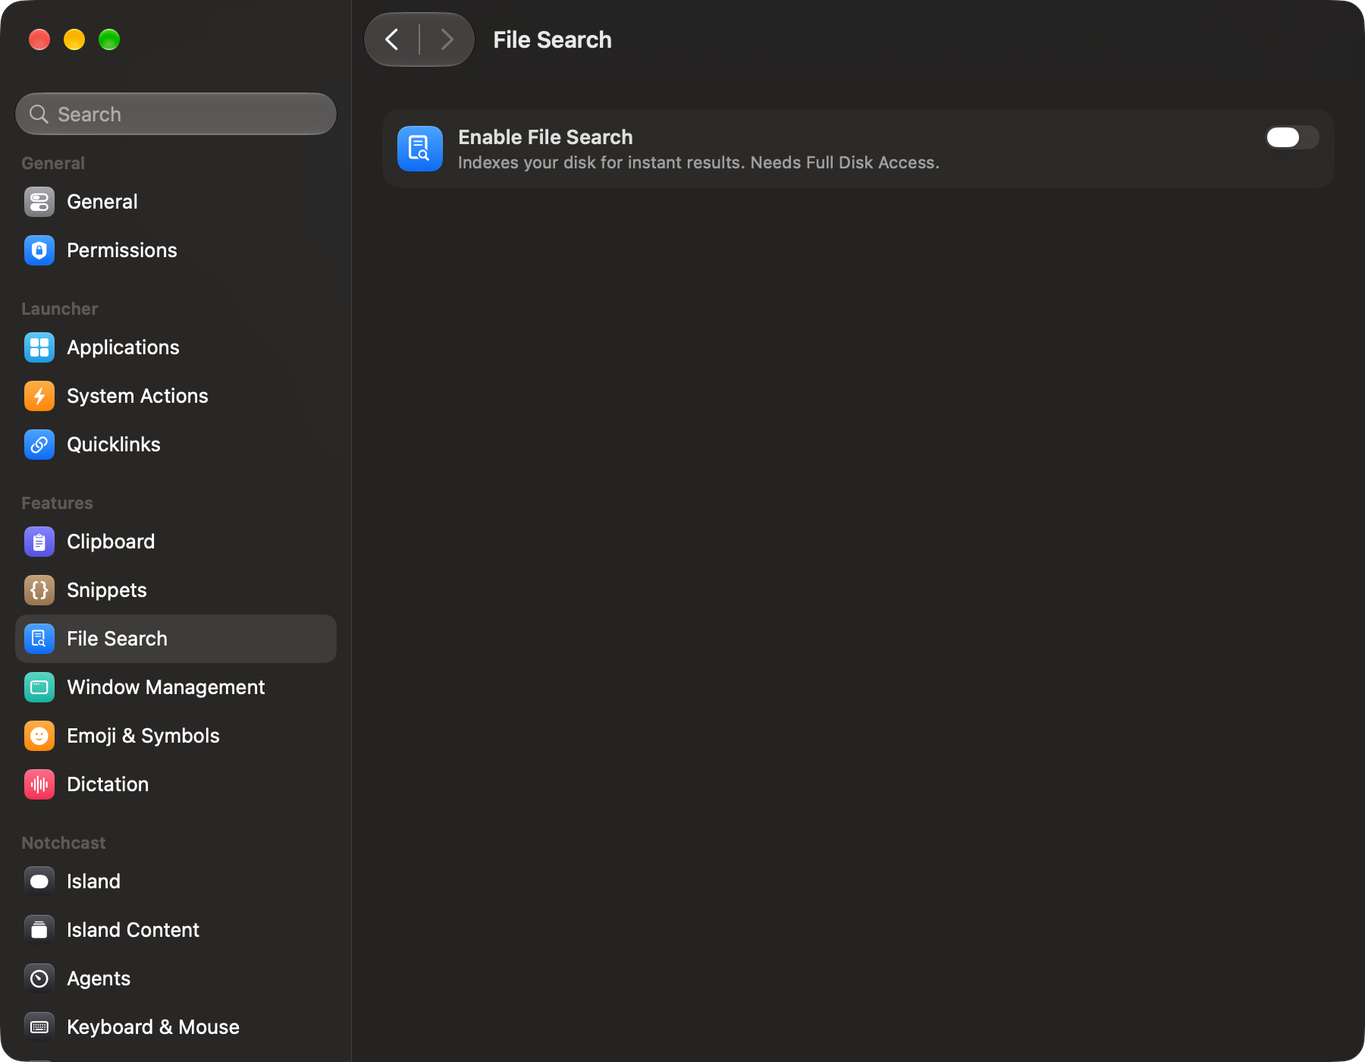 File Search
Search
General
General
Permissions
Launcher
Applications
System Actions
Quicklinks
Features
Clipboard
Snippets
File Search
Window Management
Emoji & Symbols
Dictation
Notchcast
Island
Island Content
Agents
Keyboard & Mouse
Enable File Search
Indexes your disk for instant results. Needs Full Disk Access.